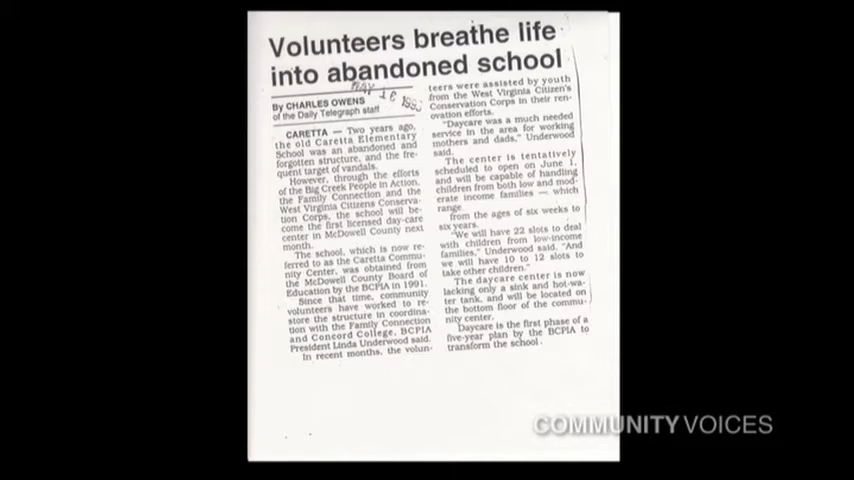 Volunteers breathe life
into abandoned school
By CHARLES OWENS
of the Daily Telegraph staff
CARETTA — Two years ago,
the old Caretta Elementary
School was an abandoned and
forgotten structure, and the fre-
quent target of vandals.
However, through the efforts
of the Big Creek People in Action,
the Family Connection and the
West Virginia Citizens Conserva-
tion Corps, the school will be-
come the first licensed day-care
center in McDowell County next
month.
The school, which is now re-
ferred to as the Caretta Commu-
nity Center, was obtained from
the McDowell County Board of
Education by the BCPIA in 1991.
Since that time, community
volunteers have worked to re-
store the structure in coordina-
tion with the Family Connection
and Concord College, BCPIA
President Linda Underwood said.
In recent months, the volun-
teers were assisted by youth
from the West Virginia Citizen's
Conservation Corps in their ren-
ovation efforts.
"Daycare was a much needed
service in the area for working
mothers and dads," Underwood
said.
The center is tentatively
scheduled to open on June 1,
and will be capable of handling
children from both low and mod-
erate income families — which
range
from the ages of six weeks to
six years.
"We will have 22 slots to deal
with children from low-income
families," Underwood said. "And
we will have 10 to 12 slots to
take other children."
The daycare center is now
lacking only a sink and hot-wa-
ter tank, and will be located on
the bottom floor of the commu-
nity center.
Daycare is the first phase of a
five-year plan by the BCPIA to
transform the school.
COMMUNITY VOICES